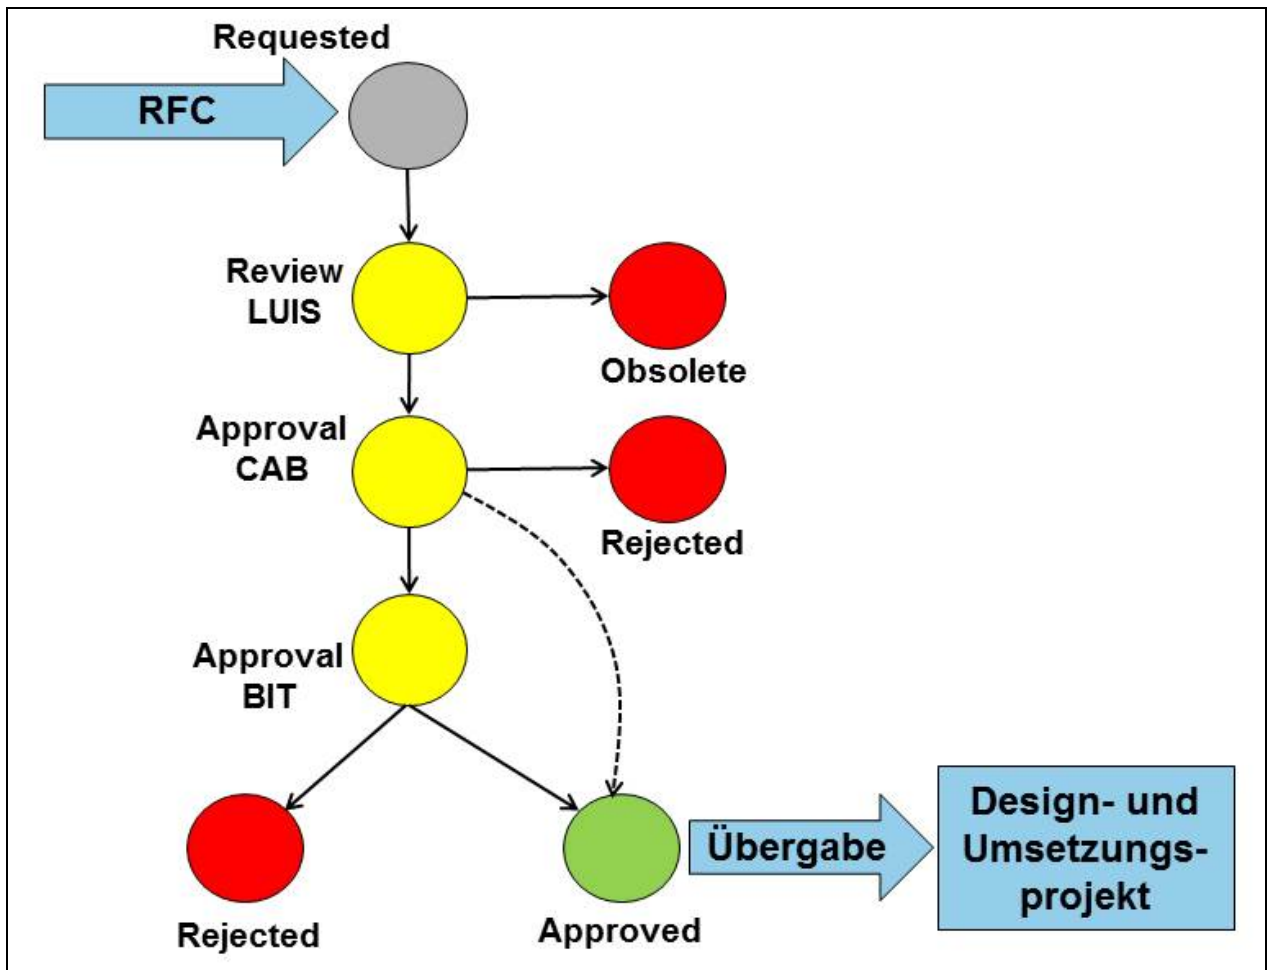 Requested
RFC
Review
LUIS
Obsolete
Approval
CAB
Rejected
Approval
BIT
Rejected
Approved
Übergabe
Design- und
Umsetzungs-
projekt